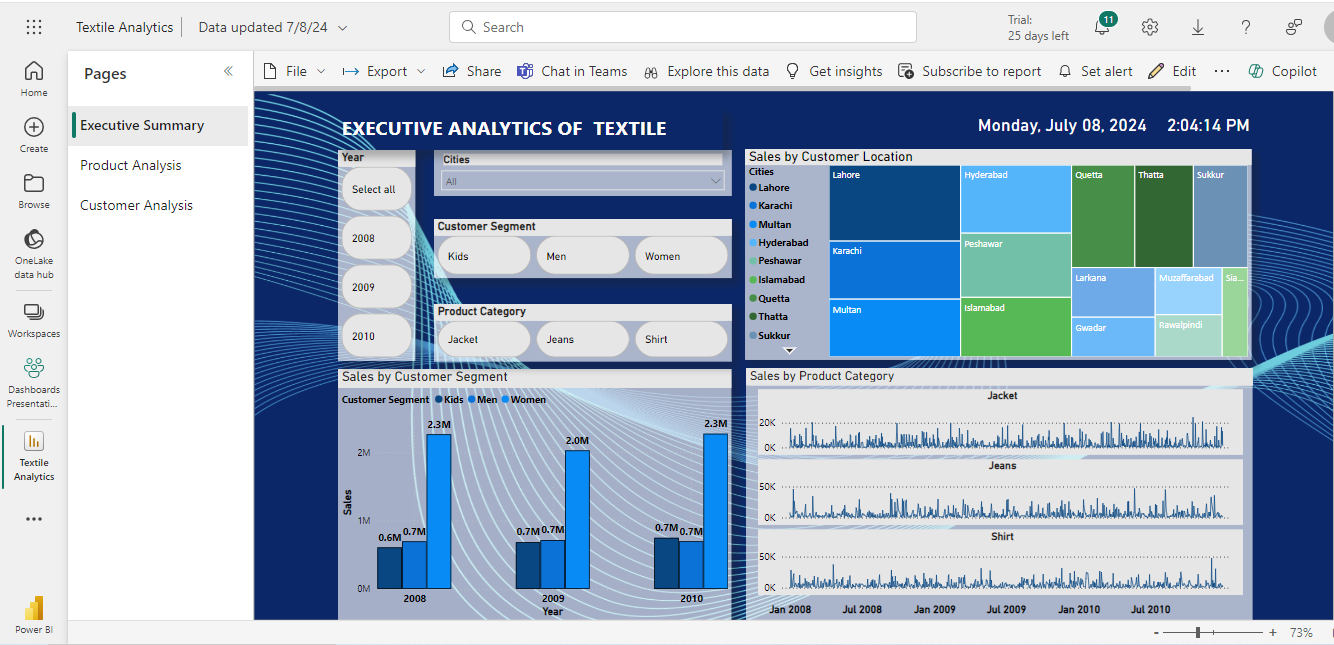 Textile Analytics
Data updated 7/8/24
Search
Trial:
25 days left
11
Home
Create
Browse
OneLake
data hub
Workspaces
Dashboards
Presentati...
Textile
Analytics
Power BI
Pages
Executive Summary
Product Analysis
Customer Analysis
File
Export
Share
Chat in Teams
Explore this data
Get insights
Subscribe to report
Set alert
Edit
Copilot
EXECUTIVE ANALYTICS OF TEXTILE
Monday, July 08, 2024 2:04:14 PM
Year
Select all
2008
2009
2010
Cities
All
Customer Segment
Kids
Men
Women
Product Category
Jacket
Jeans
Shirt
Sales by Customer Location
Cities
Lahore
Karachi
Multan
Hyderabad
Peshawar
Islamabad
Quetta
Thatta
Sukkur
Lahore
Karachi
Multan
Hyderabad
Peshawar
Islamabad
Quetta
Thatta
Sukkur
Larkana
Gwadar
Muzaffarabad
Rawalpindi
Sia...
Sales by Customer Segment
Customer Segment Kids Men Women
Sales
2M
1M
0M
0.6M
0.7M
2.3M
0.7M
0.7M
2.0M
0.7M
0.7M
2.3M
2008
2009
2010
Year
Sales by Product Category
Jacket
20K
0K
Jeans
50K
0K
Shirt
50K
0K
Jan 2008
Jul 2008
Jan 2009
Jul 2009
Jan 2010
Jul 2010
- + 73%